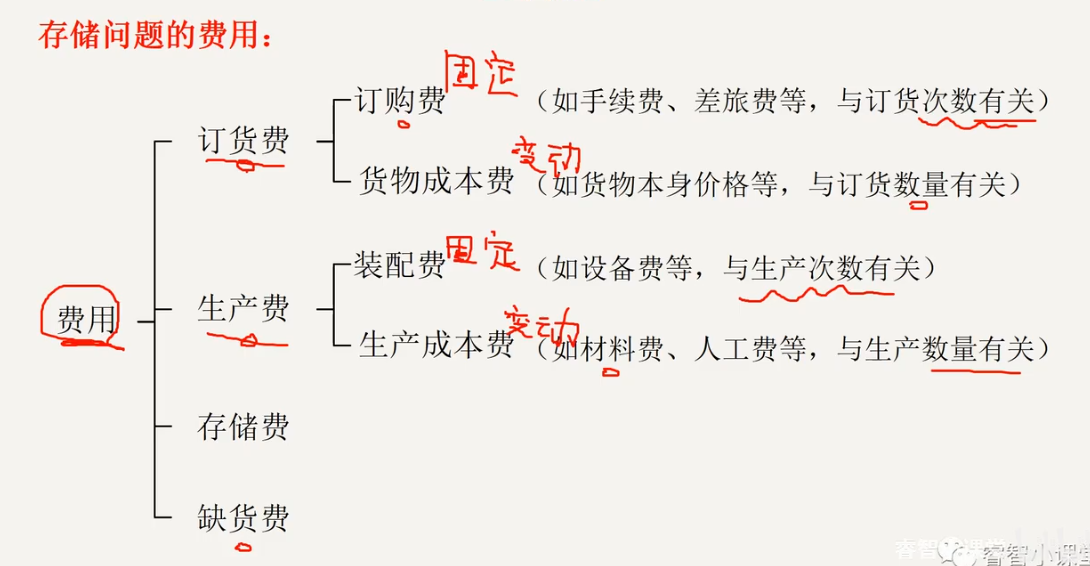 存储问题的费用：
固定
订购费（如手续费、差旅费等，与订货次数有关）
订货费
变动
货物成本费（如货物本身价格等，与订货数量有关）
固定
装配费（如设备费等，与生产次数有关）
费用
生产费
变动
生产成本费（如材料费、人工费等，与生产数量有关）
存储费
缺货费
睿智小课堂